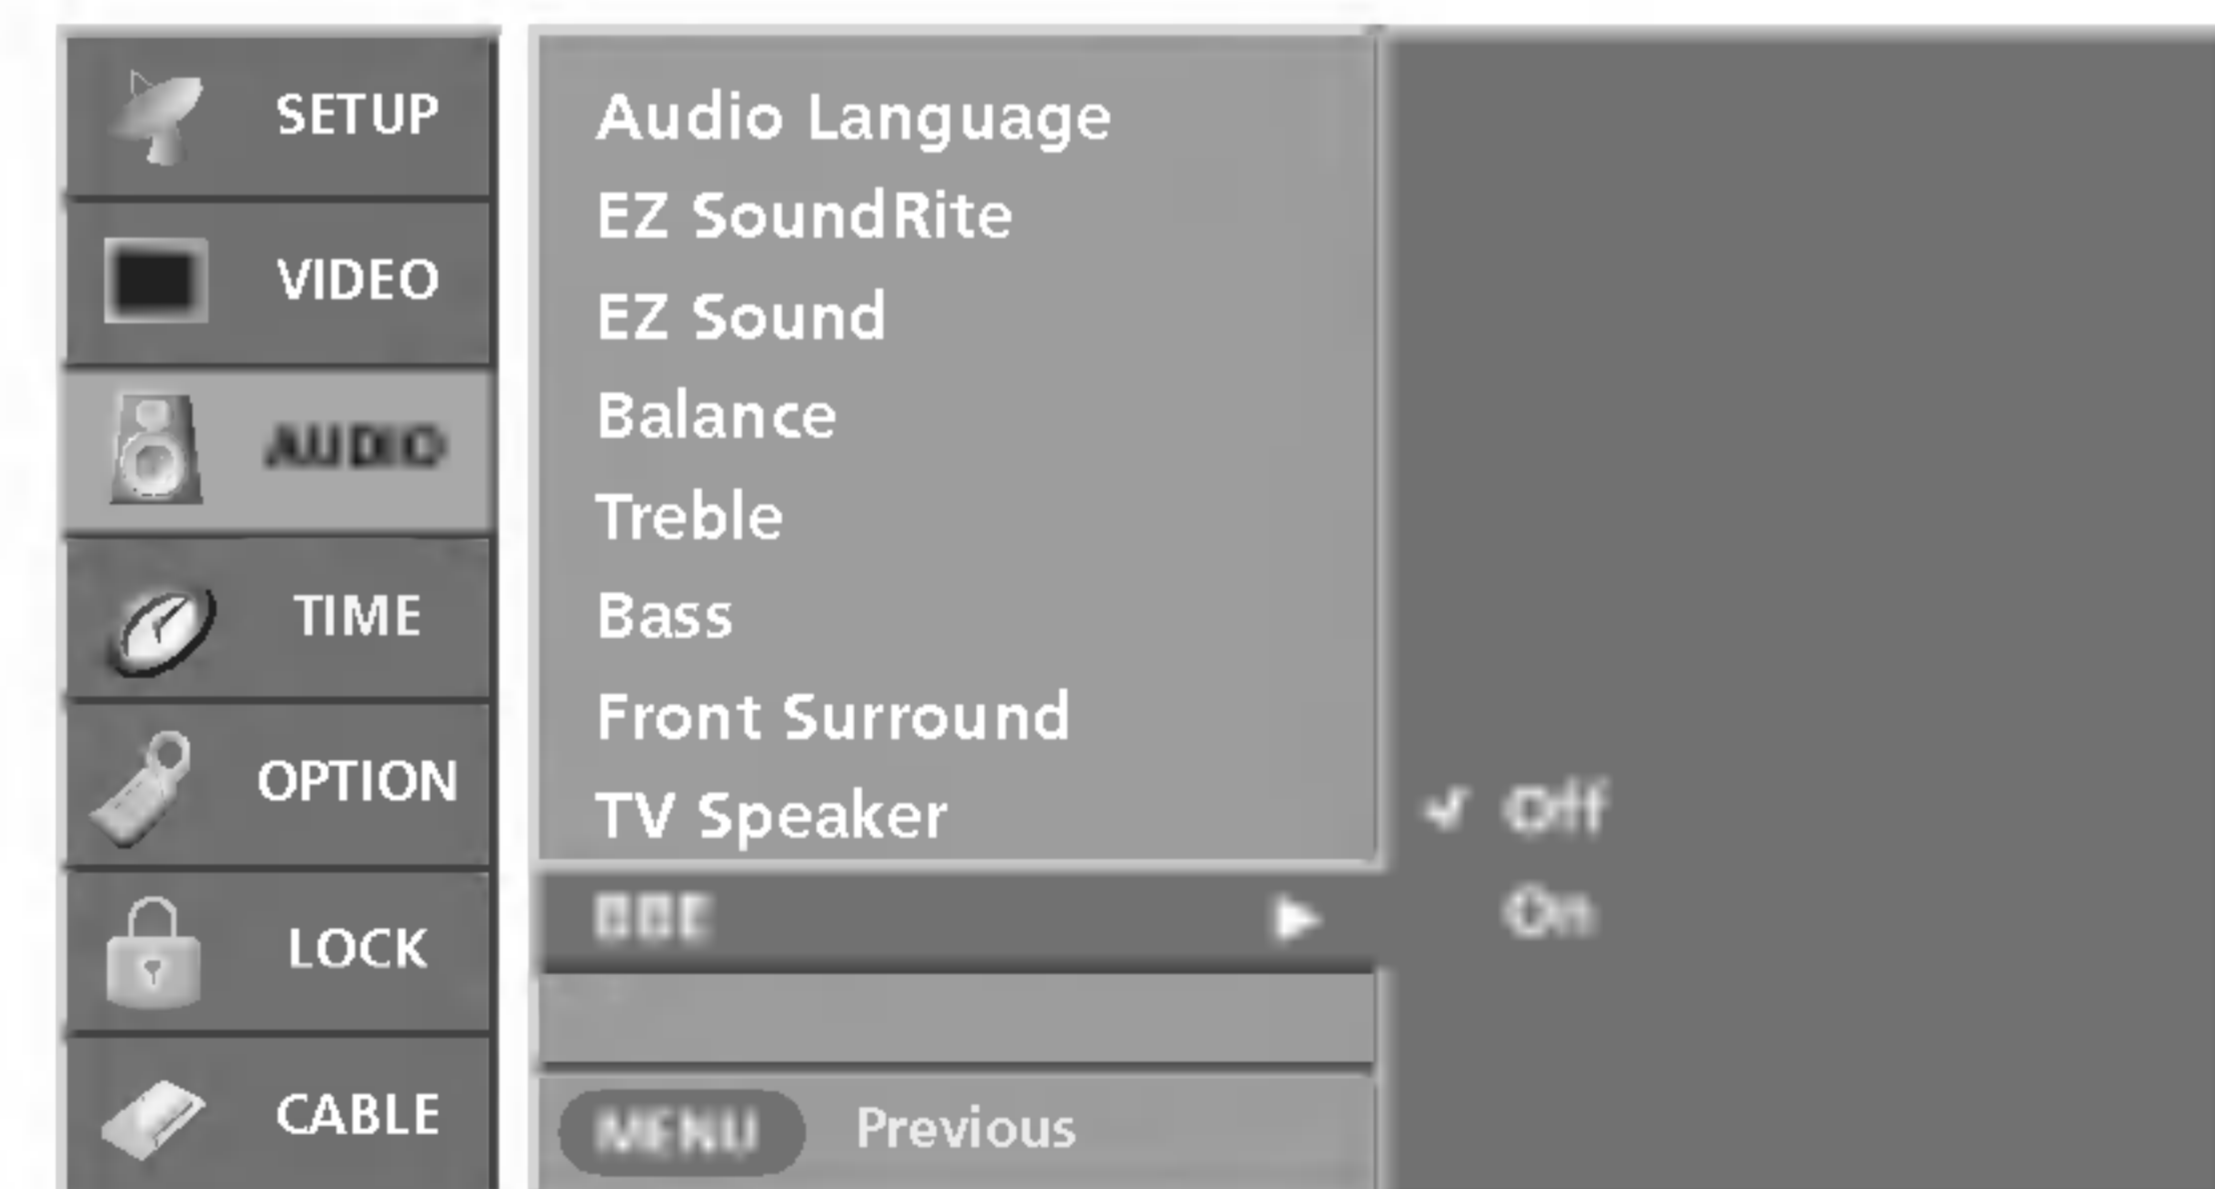 SETUP
VIDEO
AUDIO
TIME
OPTION
LOCK
CABLE
Audio Language
EZ SoundRite
EZ Sound
Balance
Treble
Bass
Front Surround
TV Speaker
BBE
Off
On
MENU Previous